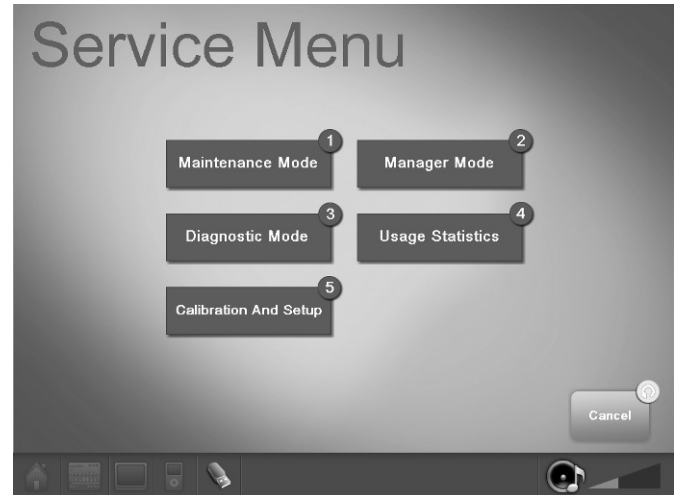 Service Menu
1
Maintenance Mode
2
Manager Mode
3
Diagnostic Mode
4
Usage Statistics
5
Calibration And Setup
Cancel